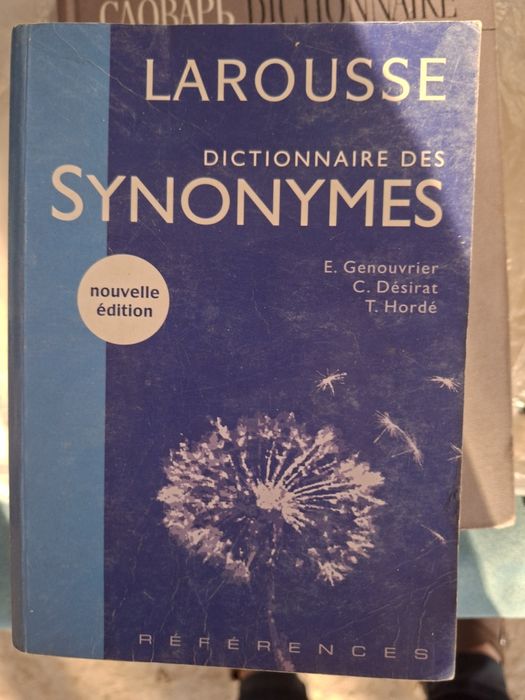 СЛОВАРЬ DICTIONNAIRE
LAROUSSE
DICTIONNAIRE DES
SYNONYMES
E. Genouvrier
C. Désirat
T. Hordé
nouvelle
édition
RÉFÉRENCES